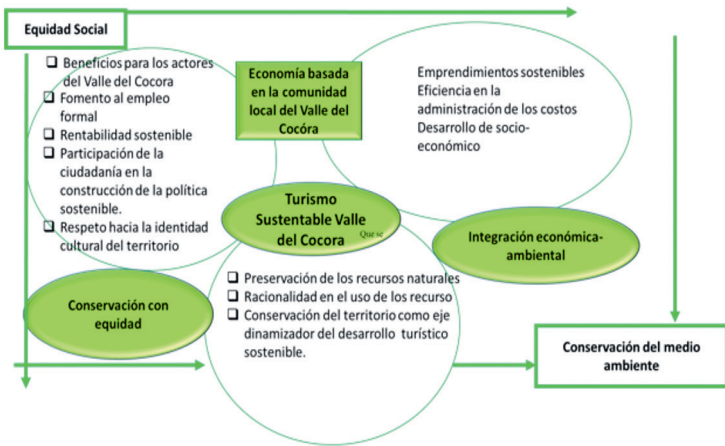 Equidad Social
❑ Beneficios para los actores
del Valle del Cocora
❑ Fomento al empleo
formal
❑ Rentabilidad sostenible
❑ Participación de la
ciudadanía en la
construcción de la política
sostenible.
❑ Respeto hacia la identidad
cultural del territorio
Economía basada
en la comunidad
local del Valle del
Cocóra
Emprendimientos sostenibles
Eficiencia en la
administración de los costos
Desarrollo de socio-
económico
Turismo
Sustentable Valle
del Cocora
Que se
Integración económica-
ambiental
❑ Preservación de los recursos naturales
❑ Racionalidad en el uso de los recurso
❑ Conservación del territorio como eje
dinamizador del desarrollo turístico
sostenible.
Conservación con
equidad
Conservación del medio
ambiente